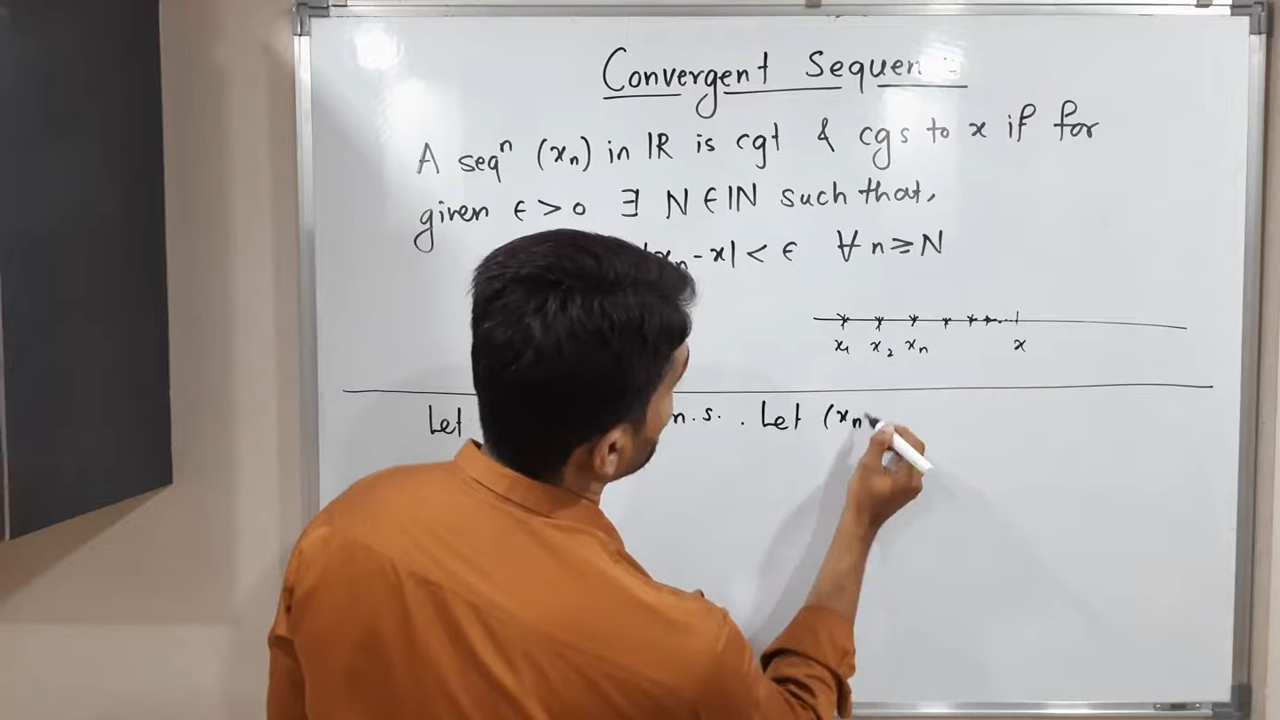 Convergent Sequen
A seqⁿ (xₙ) in ℝ is cgt & cgs to x if for
given ϵ > 0 ∃ N ∈ ℕ such that,
xₙ - x| < ϵ ∀ n ≥ N
x₁ x₂ xₙ x
Let n.s. . Let (xₙ